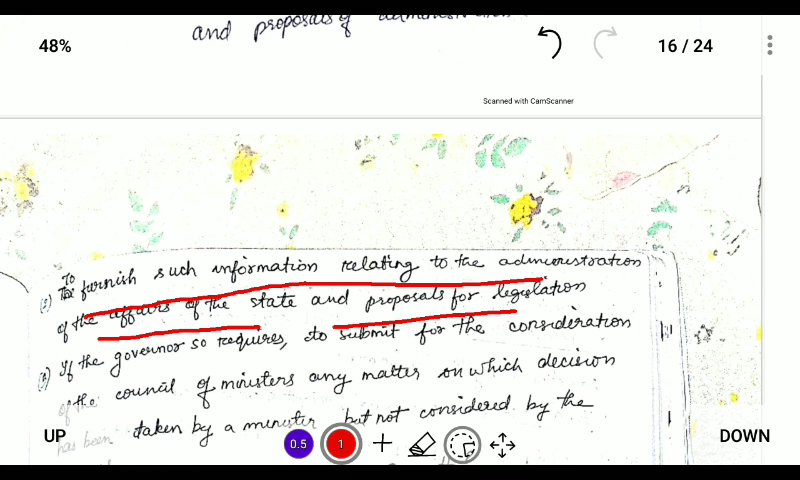 48%
16 / 24
and proposals of administration
Scanned with CamScanner
(2) To furnish such information relating to the administration
of the affairs of the state and proposals for legislation
(3) If the governor so requires, to submit for the consideration
of the council of ministers any matter on which decision
has been taken by a minister but not considered by the
UP
0.5
1
DOWN